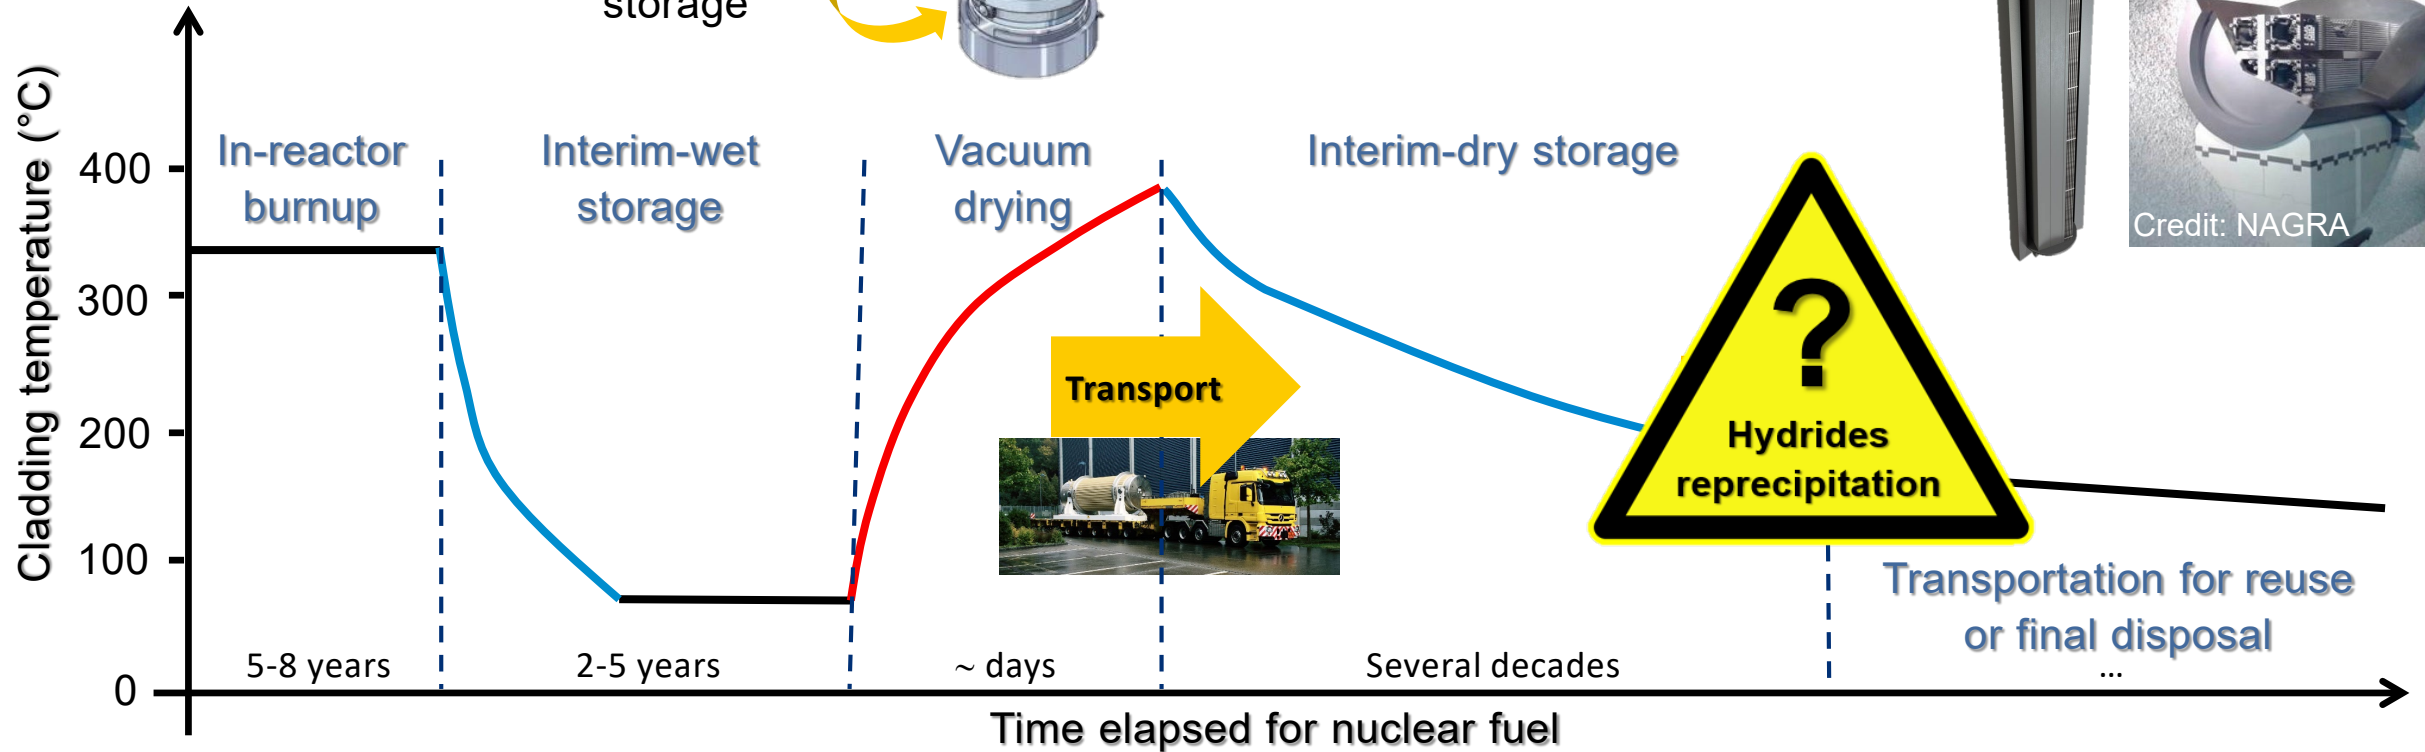 storage
Cladding temperature (°C)
400
300
200
100
0
In-reactor
burnup
Interim-wet
storage
Vacuum
drying
Interim-dry storage
Credit: NAGRA
Transport
?
Hydrides
reprecipitation
Transportation for reuse
or final disposal
5-8 years
2-5 years
~ days
Several decades
...
Time elapsed for nuclear fuel